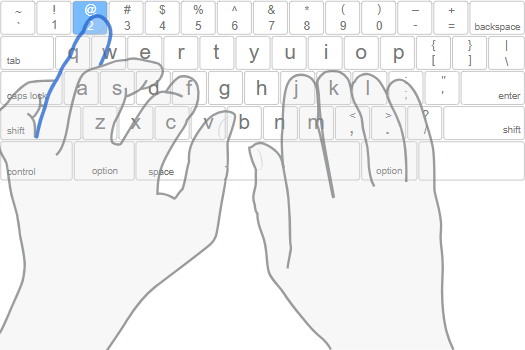 ~ ! @ # $ % ^ & * ( ) – +
` 1 2 3 4 5 6 7 8 9 0 - = backspace
tab q w e r t y u i o p { [ } ] | \
caps lock a s d f g h j k l : ; " ' enter
shift z x c v b n m < , > . ? / shift
control option space option